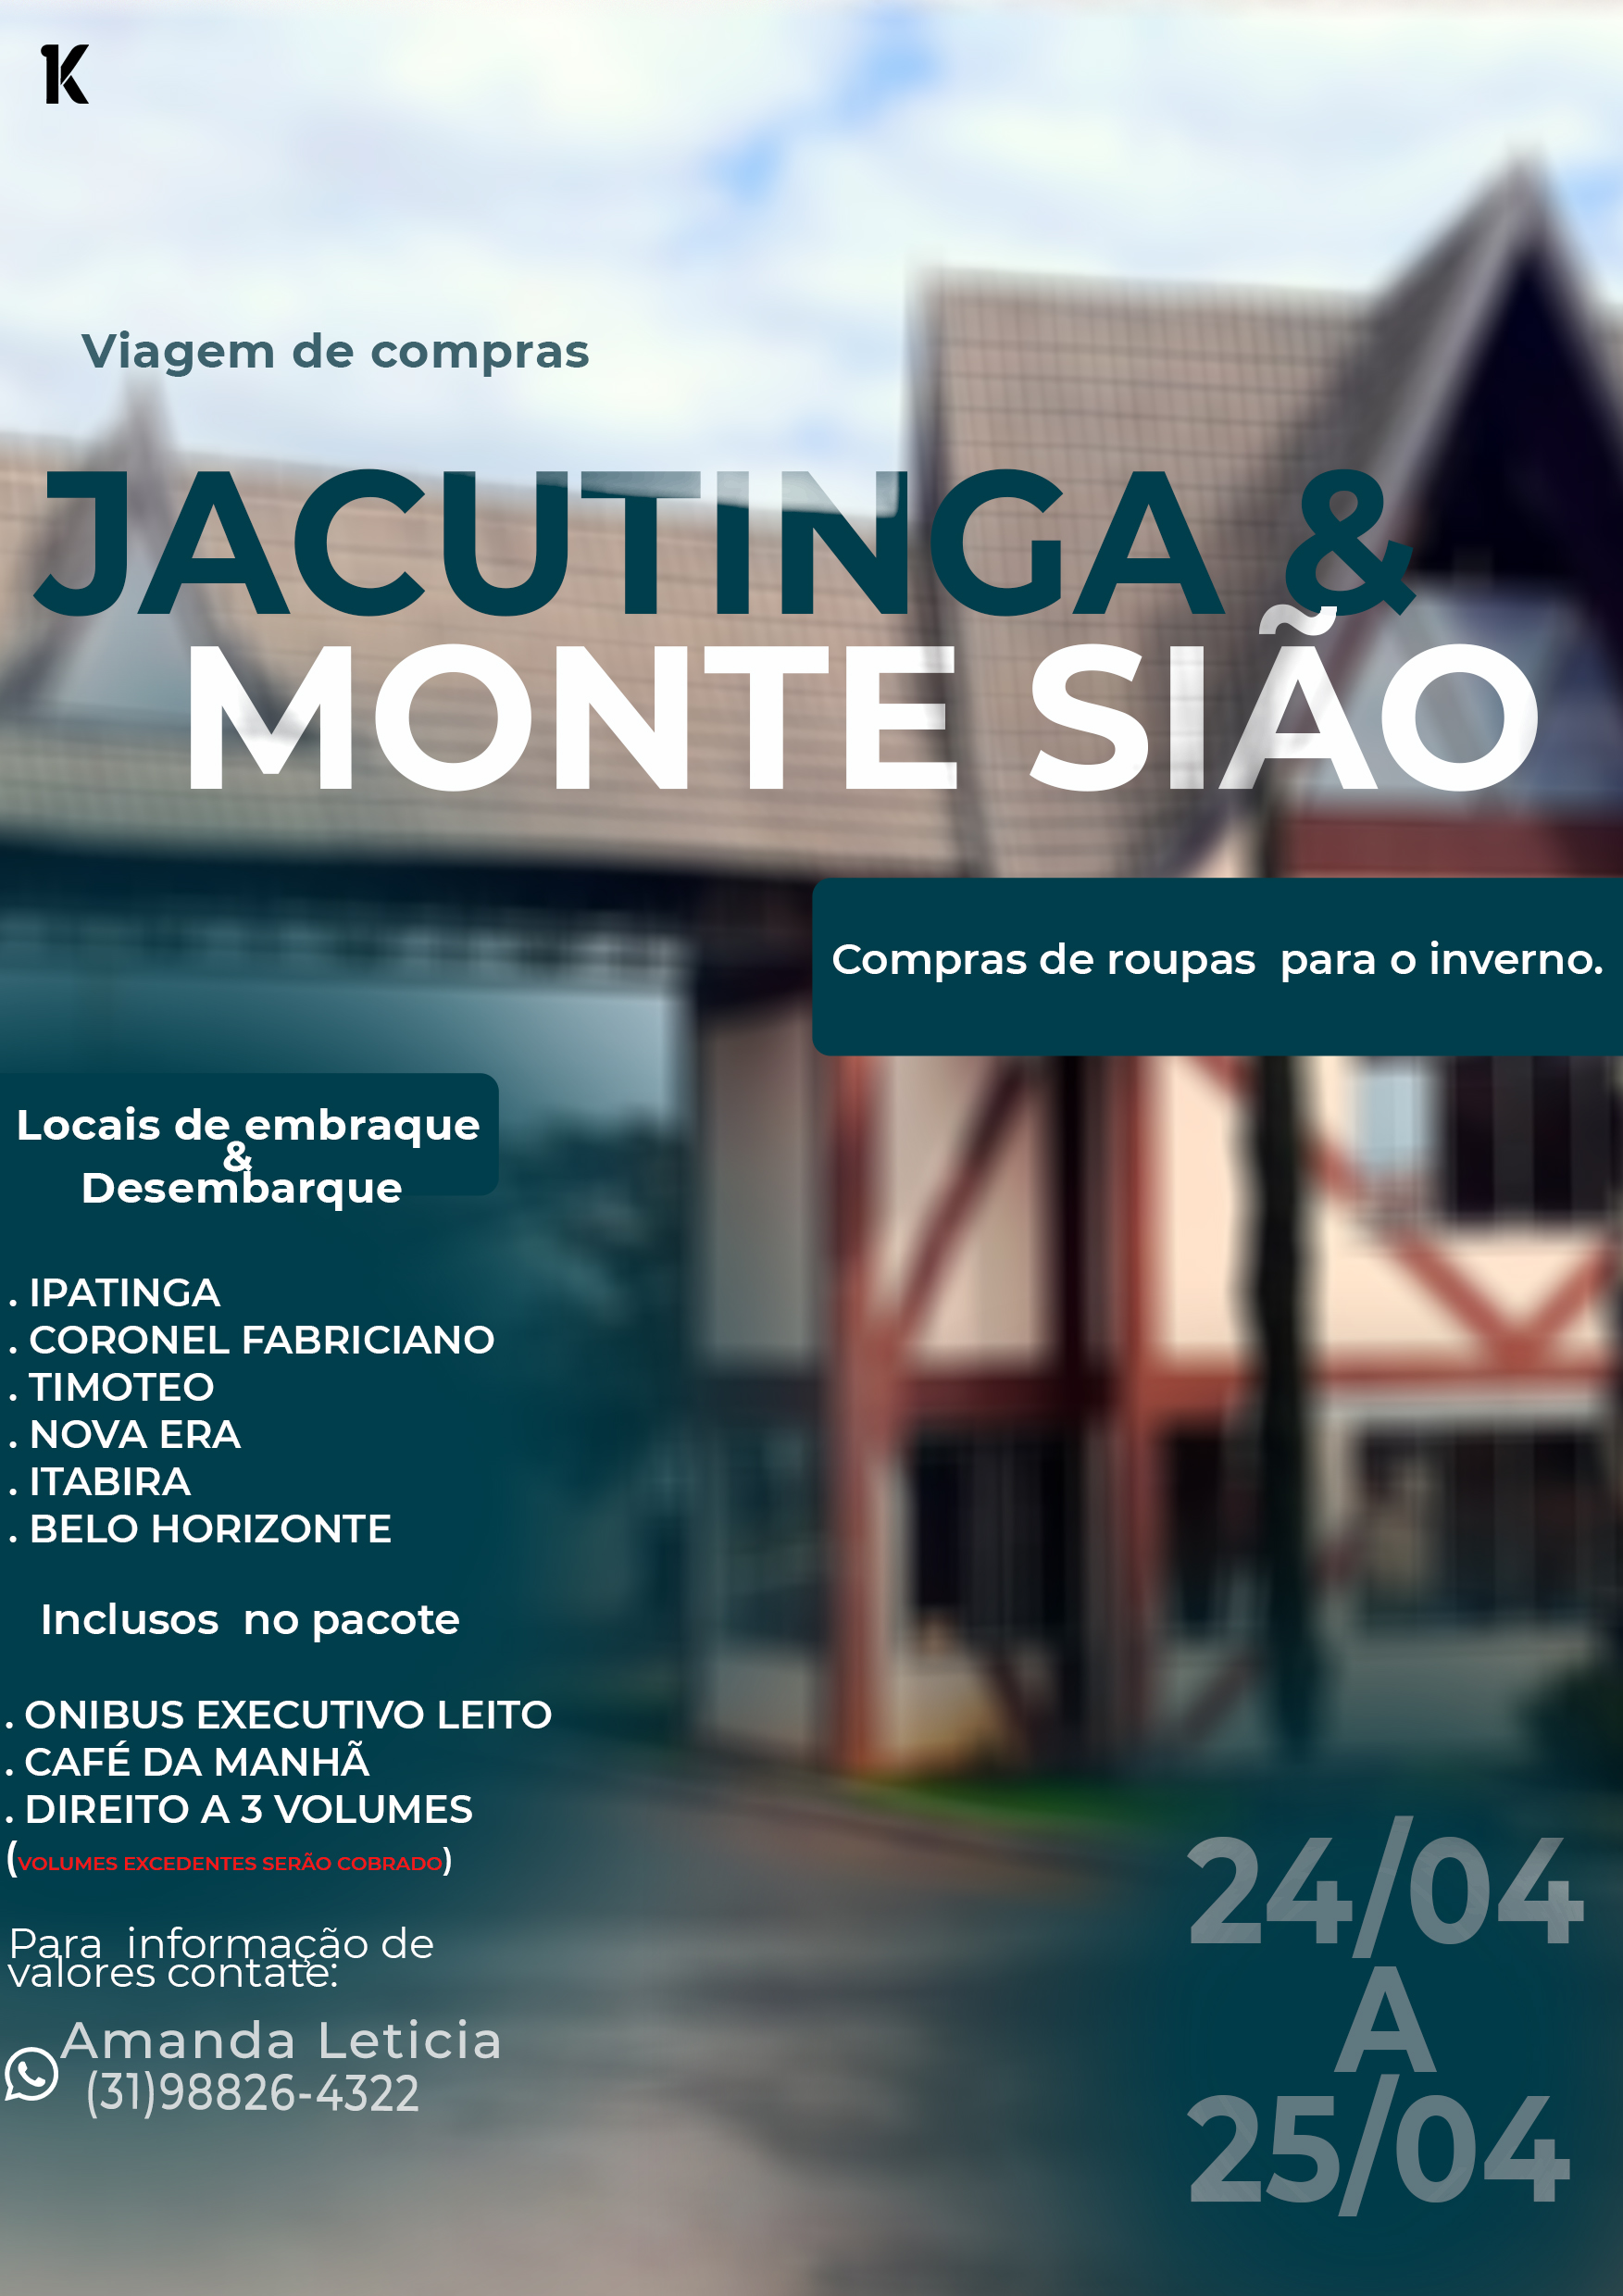 K
Viagem de compras
JACUTINGA &
MONTE SIÃO
Compras de roupas  para o inverno.
Locais de embraque
&
Desembarque
. IPATINGA
. CORONEL FABRICIANO
. TIMOTEO
. NOVA ERA
. ITABIRA
. BELO HORIZONTE
Inclusos  no pacote
. ONIBUS EXECUTIVO LEITO
. CAFÉ DA MANHÃ
. DIREITO A 3 VOLUMES
(VOLUMES EXCEDENTES SERÃO COBRADO)
Para  informação de
valores contate:
Amanda Leticia
(31)98826-4322
24/04
A
25/04